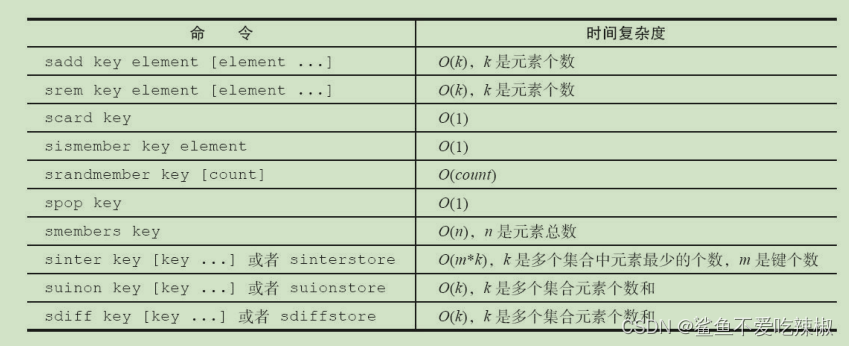 命 令 时间复杂度
sadd key element [element ...] O(k)，k 是元素个数
srem key element [element ...] O(k)，k 是元素个数
scard key O(1)
sismember key element O(1)
srandmember key [count] O(count)
spop key O(1)
smembers key O(n)，n 是元素总数
sinter key [key ...] 或者 sinterstore O(m*k)，k 是多个集合中元素最少的个数，m 是键个数
suinon key [key ...] 或者 suionstore O(k)，k 是多个集合元素个数和
sdiff key [key ...] 或者 sdiffstore O(k)，k 是多个集合元素个数和
CSDN @鲨鱼不爱吃辣椒